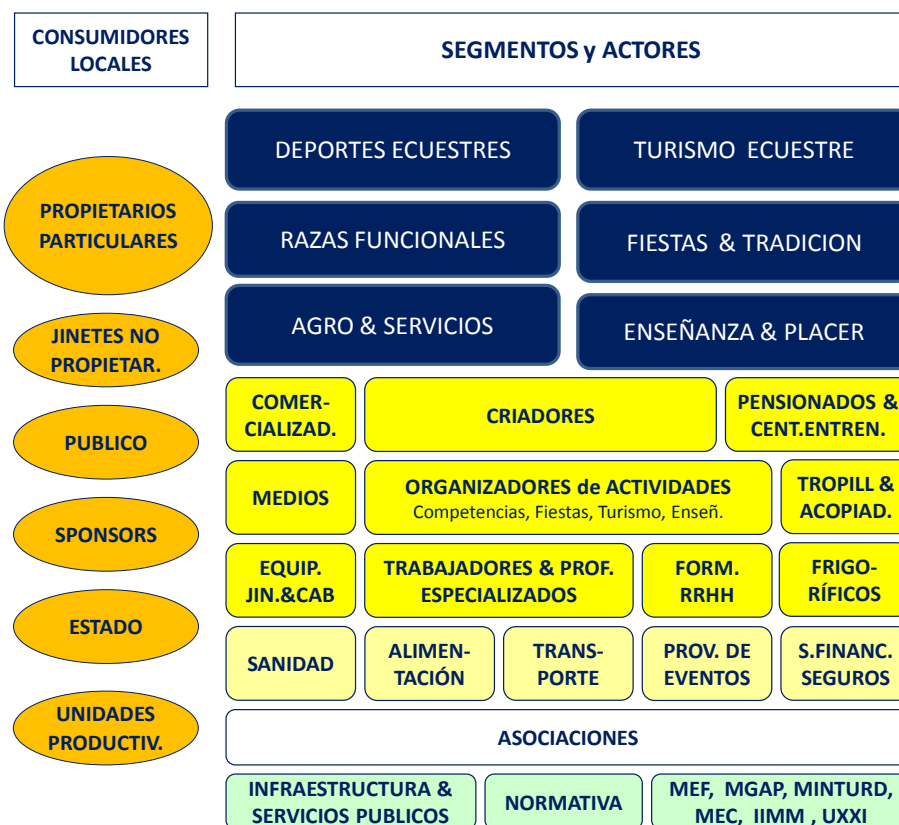 CONSUMIDORES
LOCALES
SEGMENTOS y ACTORES
PROPIETARIOS
PARTICULARES
JINETES NO
PROPIETAR.
PUBLICO
SPONSORS
ESTADO
UNIDADES
PRODUCTIV.
DEPORTES ECUESTRES
TURISMO ECUESTRE
RAZAS FUNCIONALES
FIESTAS & TRADICION
AGRO & SERVICIOS
ENSEÑANZA & PLACER
COMER-
CIALIZAD.
CRIADORES
PENSIONADOS &
CENT.ENTREN.
MEDIOS
ORGANIZADORES de ACTIVIDADES
Competencias, Fiestas, Turismo, Enseñ.
TROPILL &
ACOPIAD.
EQUIP.
JIN.&CAB
TRABAJADORES & PROF.
ESPECIALIZADOS
FORM.
RRHH
FRIGO-
RÍFICOS
SANIDAD
ALIMEN-
TACIÓN
TRANS-
PORTE
PROV. DE
EVENTOS
S.FINANC.
SEGUROS
ASOCIACIONES
INFRAESTRUCTURA &
SERVICIOS PUBLICOS
NORMATIVA
MEF, MGAP, MINTURD,
MEC, IIMM , UXXI